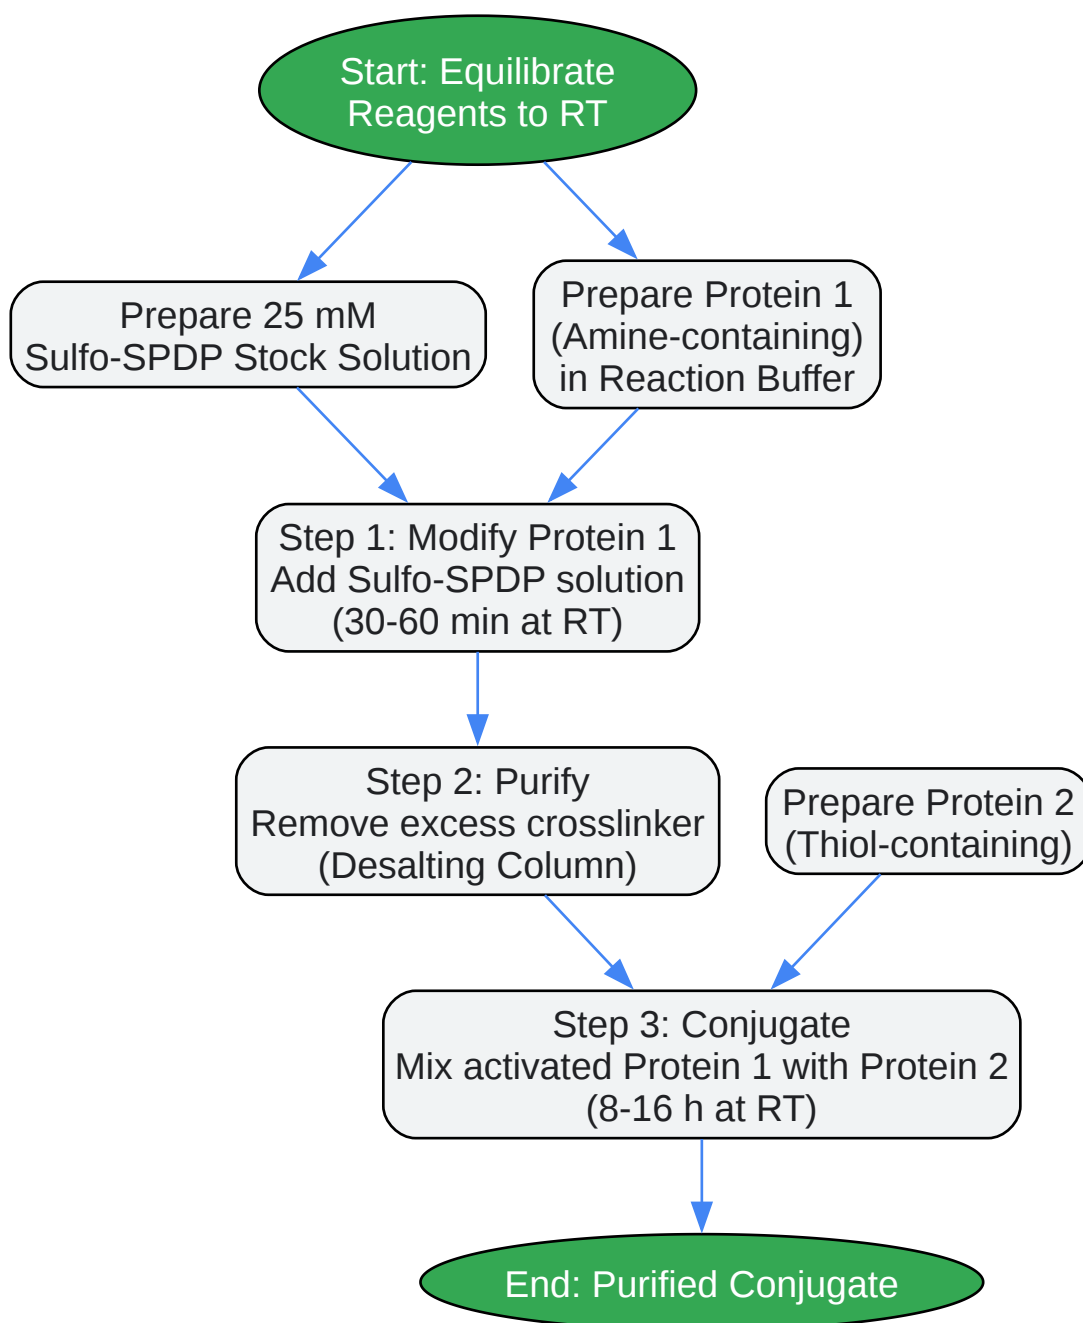 Start: Equilibrate
Reagents to RT
Prepare 25 mM
Sulfo-SPDP Stock Solution
Prepare Protein 1
(Amine-containing)
in Reaction Buffer
Step 1: Modify Protein 1
Add Sulfo-SPDP solution
(30-60 min at RT)
Step 2: Purify
Remove excess crosslinker
(Desalting Column)
Prepare Protein 2
(Thiol-containing)
Step 3: Conjugate
Mix activated Protein 1 with Protein 2
(8-16 h at RT)
End: Purified Conjugate